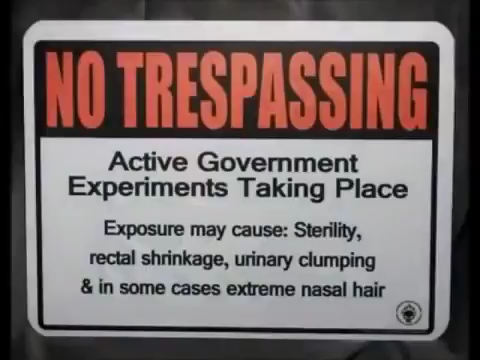 NO TRESPASSING
Active Government
Experiments Taking Place
Exposure may cause: Sterility,
rectal shrinkage, urinary clumping
& in some cases extreme nasal hair